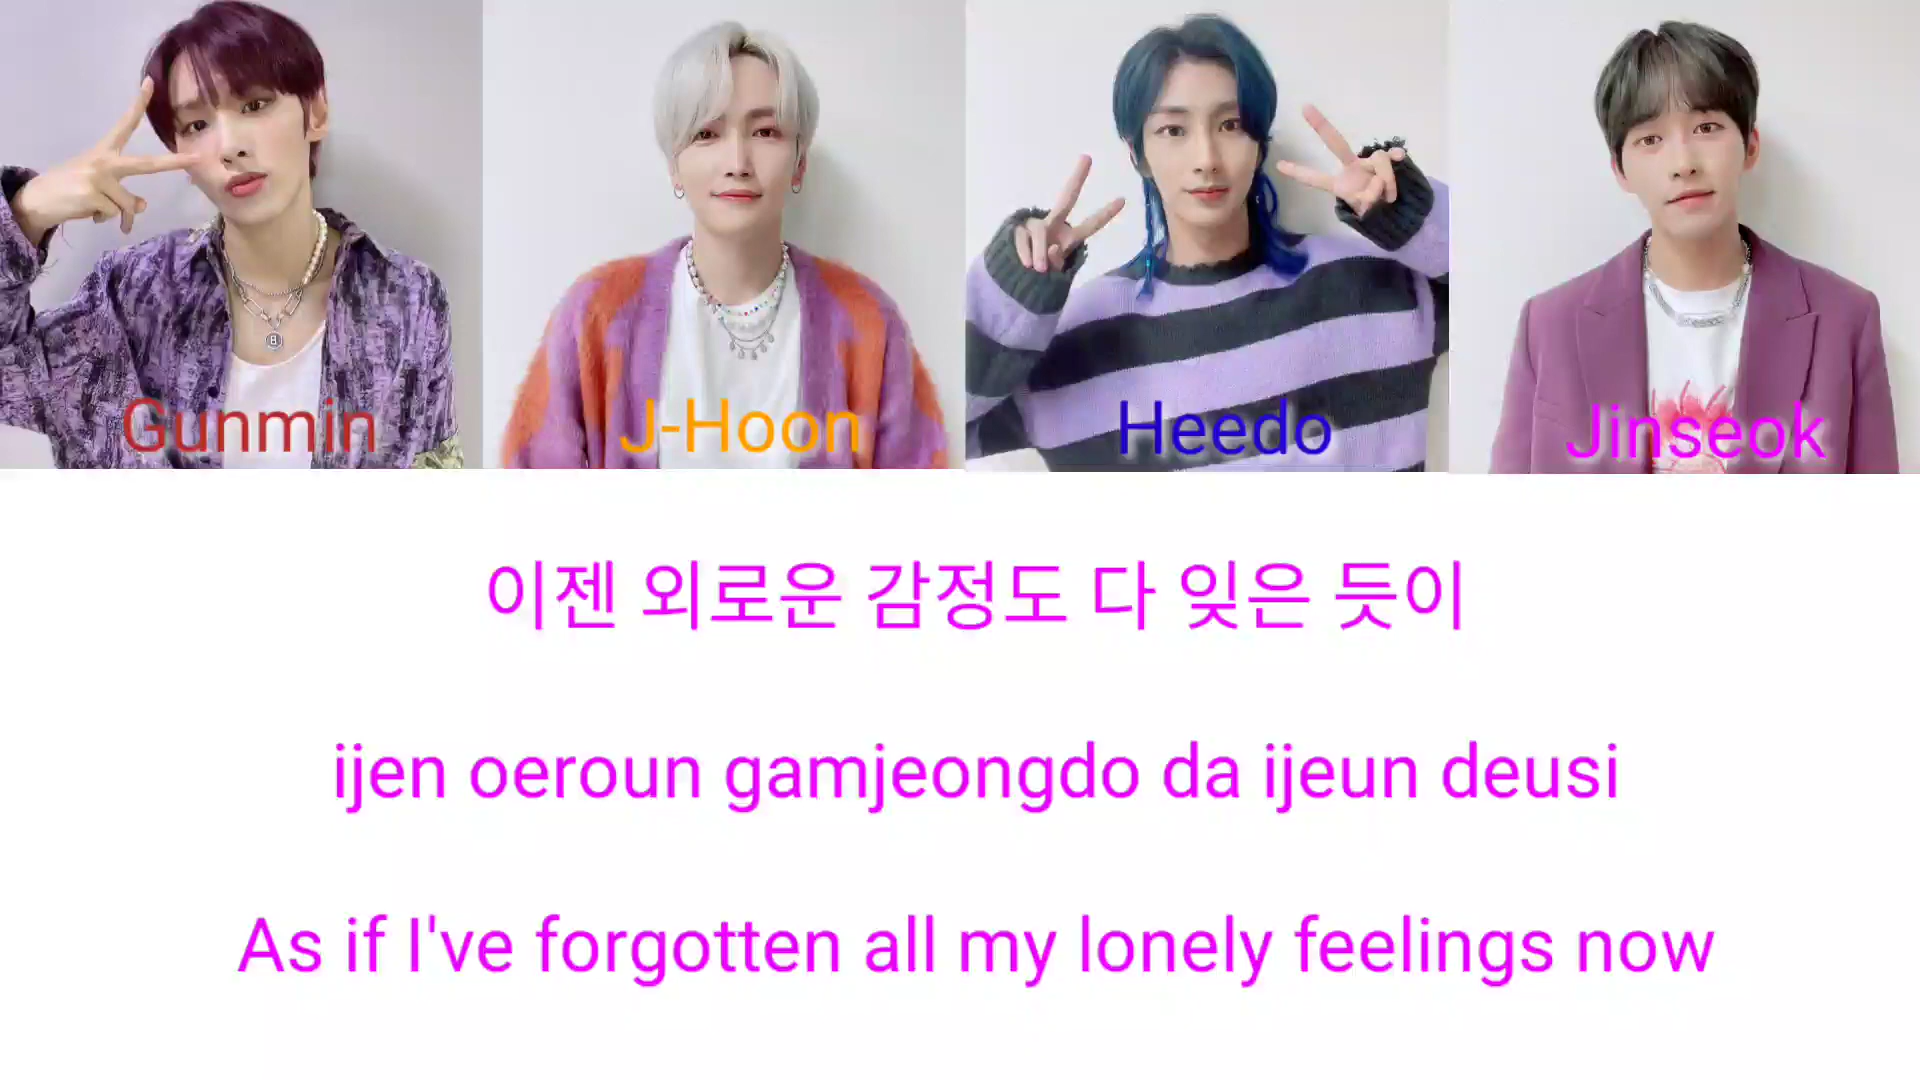 Gunmin J-Hoon Heedo Jinseok
이젠 외로운 감정도 다 잊은 듯이
ijen oeroun gamjeongdo da ijeun deusi
As if I've forgotten all my lonely feelings now